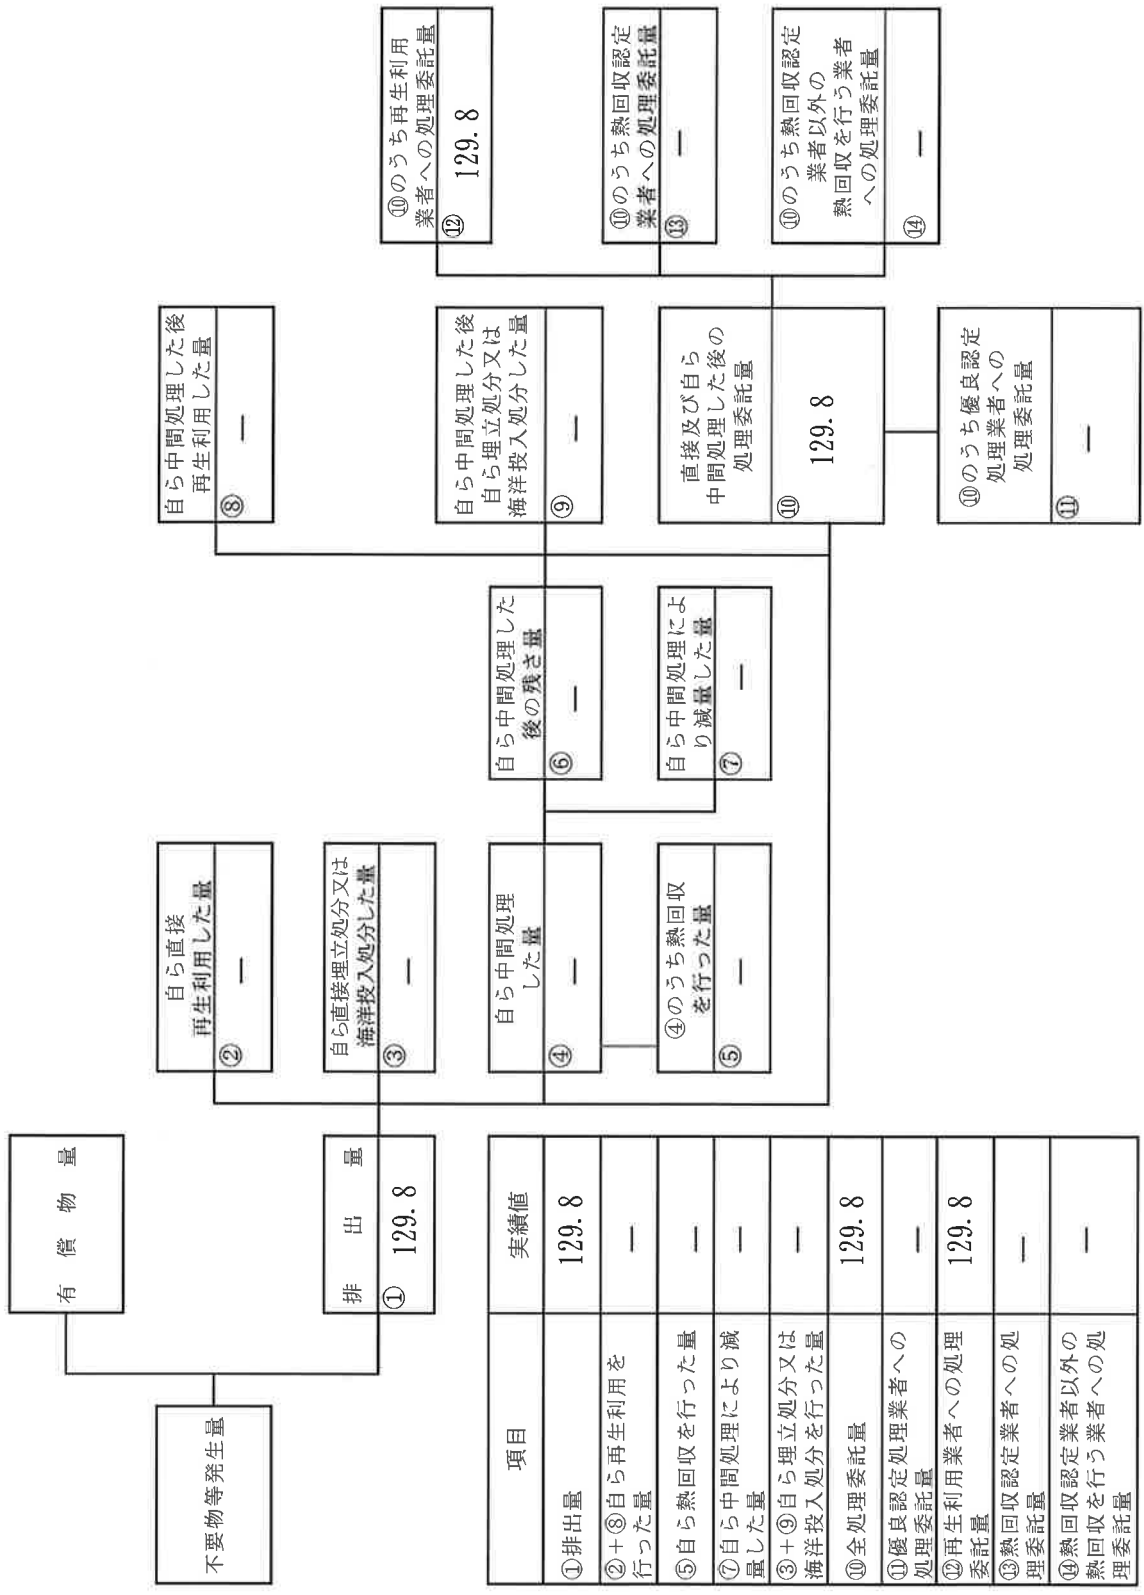 不要物等発生量
有償物量
排出量
① 129.8
自ら直接
再生利用した量
② ―
自ら直接埋立処分又は
海洋投入処分した量
③ ―
自ら中間処理
した量
④ ―
④のうち熱回収
を行った量
⑤ ―
自ら中間処理した
後の残さ量
⑥ ―
自ら中間処理によ
り減量した量
⑦ ―
自ら中間処理した後
再生利用した量
⑧ ―
自ら中間処理した後
自ら埋立処分又は
海洋投入処分した量
⑨ ―
直接及び自ら
中間処理した後の
処理委託量
⑩ 129.8
⑩のうち優良認定
処理業者への
処理委託量
⑪ ―
⑩のうち再生利用
業者への処理委託量
⑫ 129.8
⑩のうち熱回収認定
業者への処理委託量
⑬ ―
⑩のうち熱回収認定
業者以外の
熱回収を行う業者
への処理委託量
⑭ ―
項目 実績値
①排出量 129.8
②+⑧自ら再生利用を
行った量 ―
⑤自ら熱回収を行った量 ―
⑦自ら中間処理により減
量した量 ―
③+⑨自ら埋立処分又は
海洋投入処分を行った量 ―
⑩全処理委託量 129.8
⑪優良認定処理業者への
処理委託量 ―
⑫再生利用業者への処理
委託量 129.8
⑬熱回収認定業者への処
理委託量 ―
⑭熱回収認定業者以外の
熱回収を行う業者への処
理委託量 ―